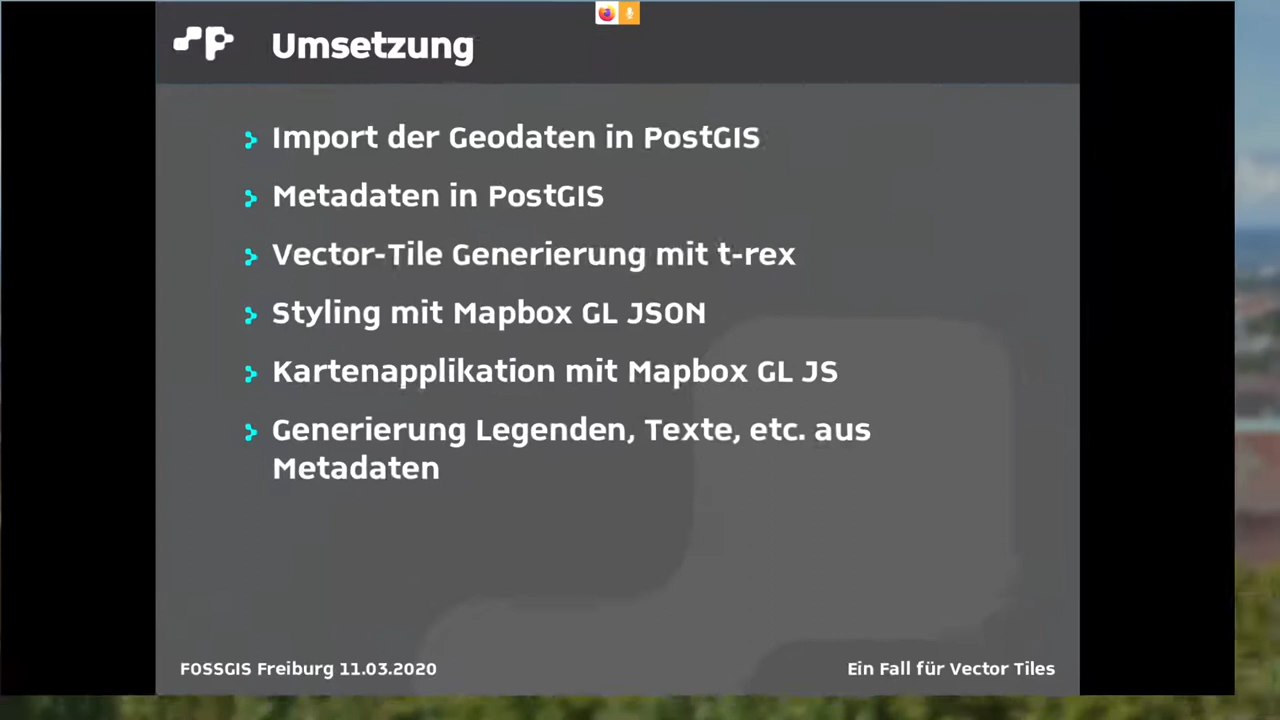 Umsetzung
Import der Geodaten in PostGIS
Metadaten in PostGIS
Vector-Tile Generierung mit t-rex
Styling mit Mapbox GL JSON
Kartenapplikation mit Mapbox GL JS
Generierung Legenden, Texte, etc. aus
Metadaten
FOSSGIS Freiburg 11.03.2020
Ein Fall für Vector Tiles